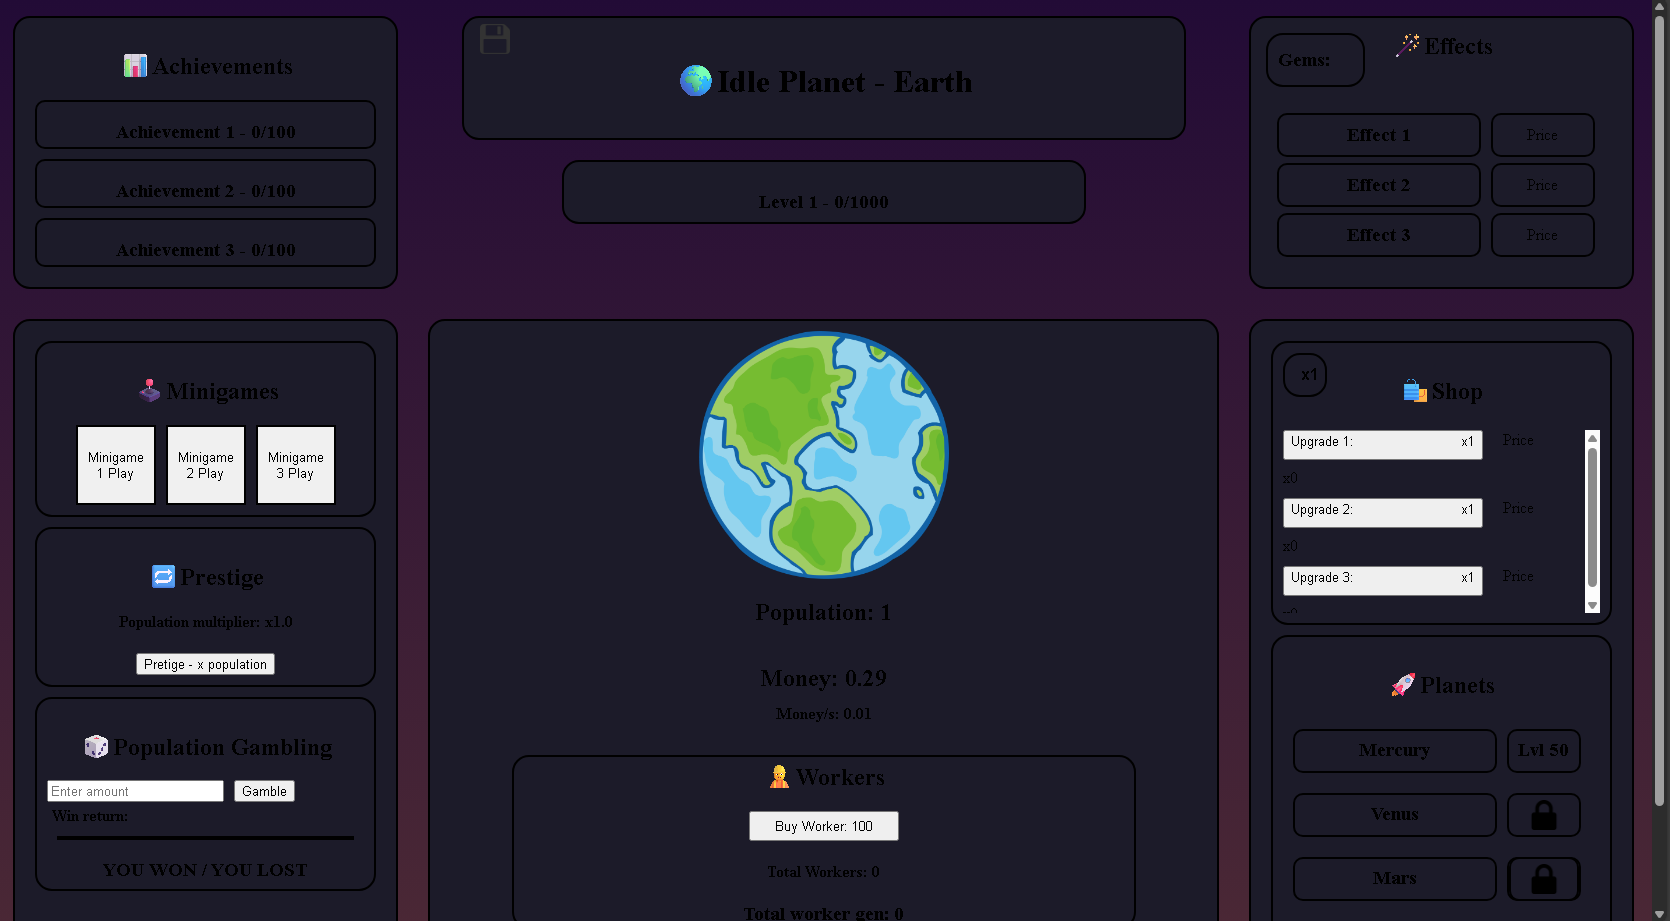 Achievements
Achievement 1 - 0/100
Achievement 2 - 0/100
Achievement 3 - 0/100
Idle Planet - Earth
Level 1 - 0/1000
Gems:
Effects
Effect 1 Price
Effect 2 Price
Effect 3 Price
Minigames
Minigame
1 Play
Minigame
2 Play
Minigame
3 Play
Prestige
Population multiplier: x1.0
Pretige - x population
Population Gambling
Enter amount Gamble
Win return:
YOU WON / YOU LOST
Population: 1
Money: 0.29
Money/s: 0.01
Workers
Buy Worker: 100
Total Workers: 0
Total worker gen: 0
x1
Shop
Upgrade 1: x1 Price
x0
Upgrade 2: x1 Price
x0
Upgrade 3: x1 Price
x0
Planets
Mercury Lvl 50
Venus
Mars